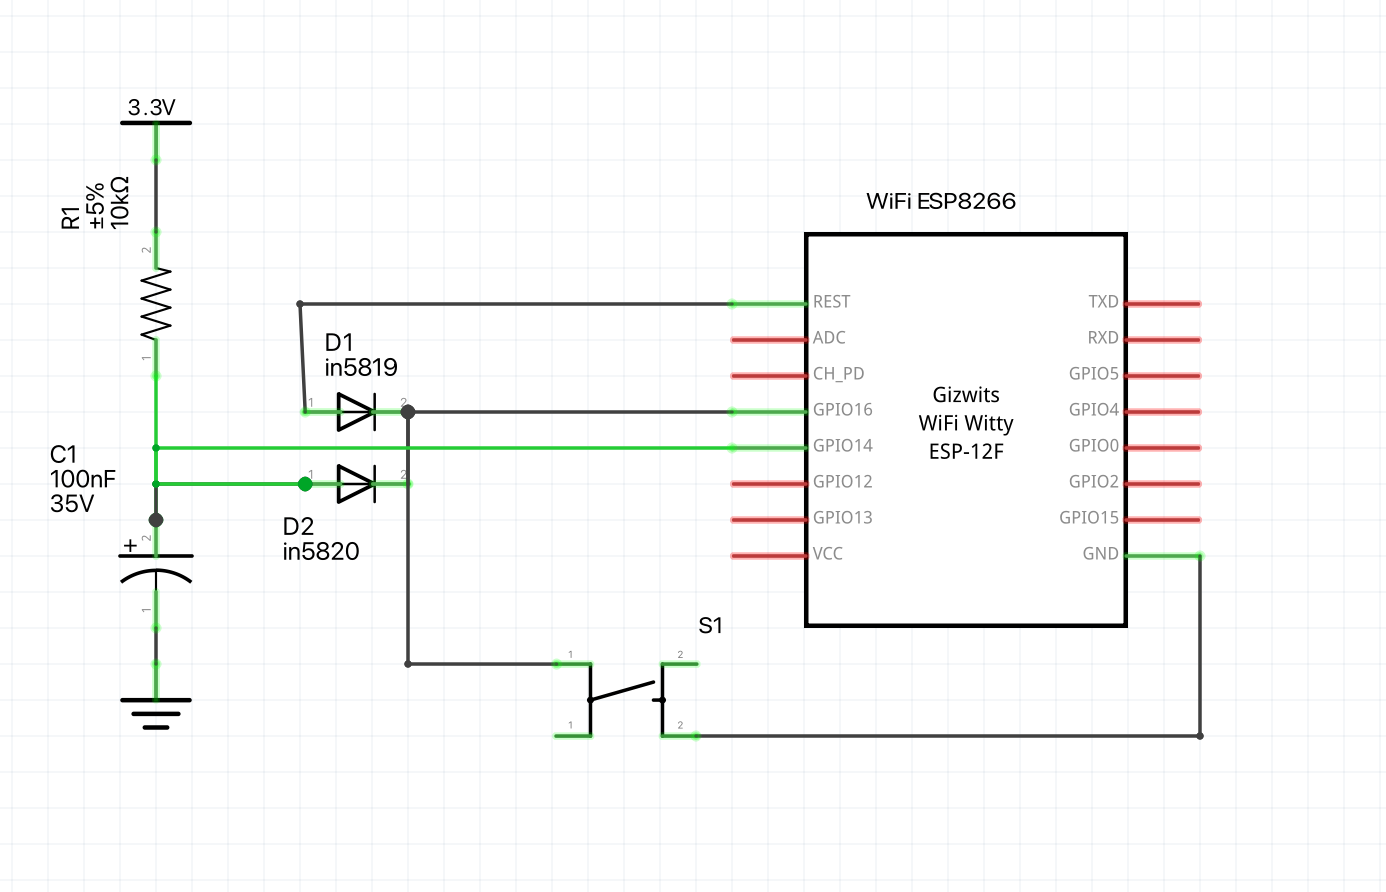 3.3V
R1
±5%
10kΩ
2
1
C1
100nF
35V
+
2
1
D1
in5819
1
2
1
2
D2
in5820
WiFi ESP8266
REST
ADC
CH_PD
GPIO16
GPIO14
GPIO12
GPIO13
VCC
Gizwits
WiFi Witty
ESP-12F
TXD
RXD
GPIO5
GPIO4
GPIO0
GPIO2
GPIO15
GND
S1
1
2
1
2